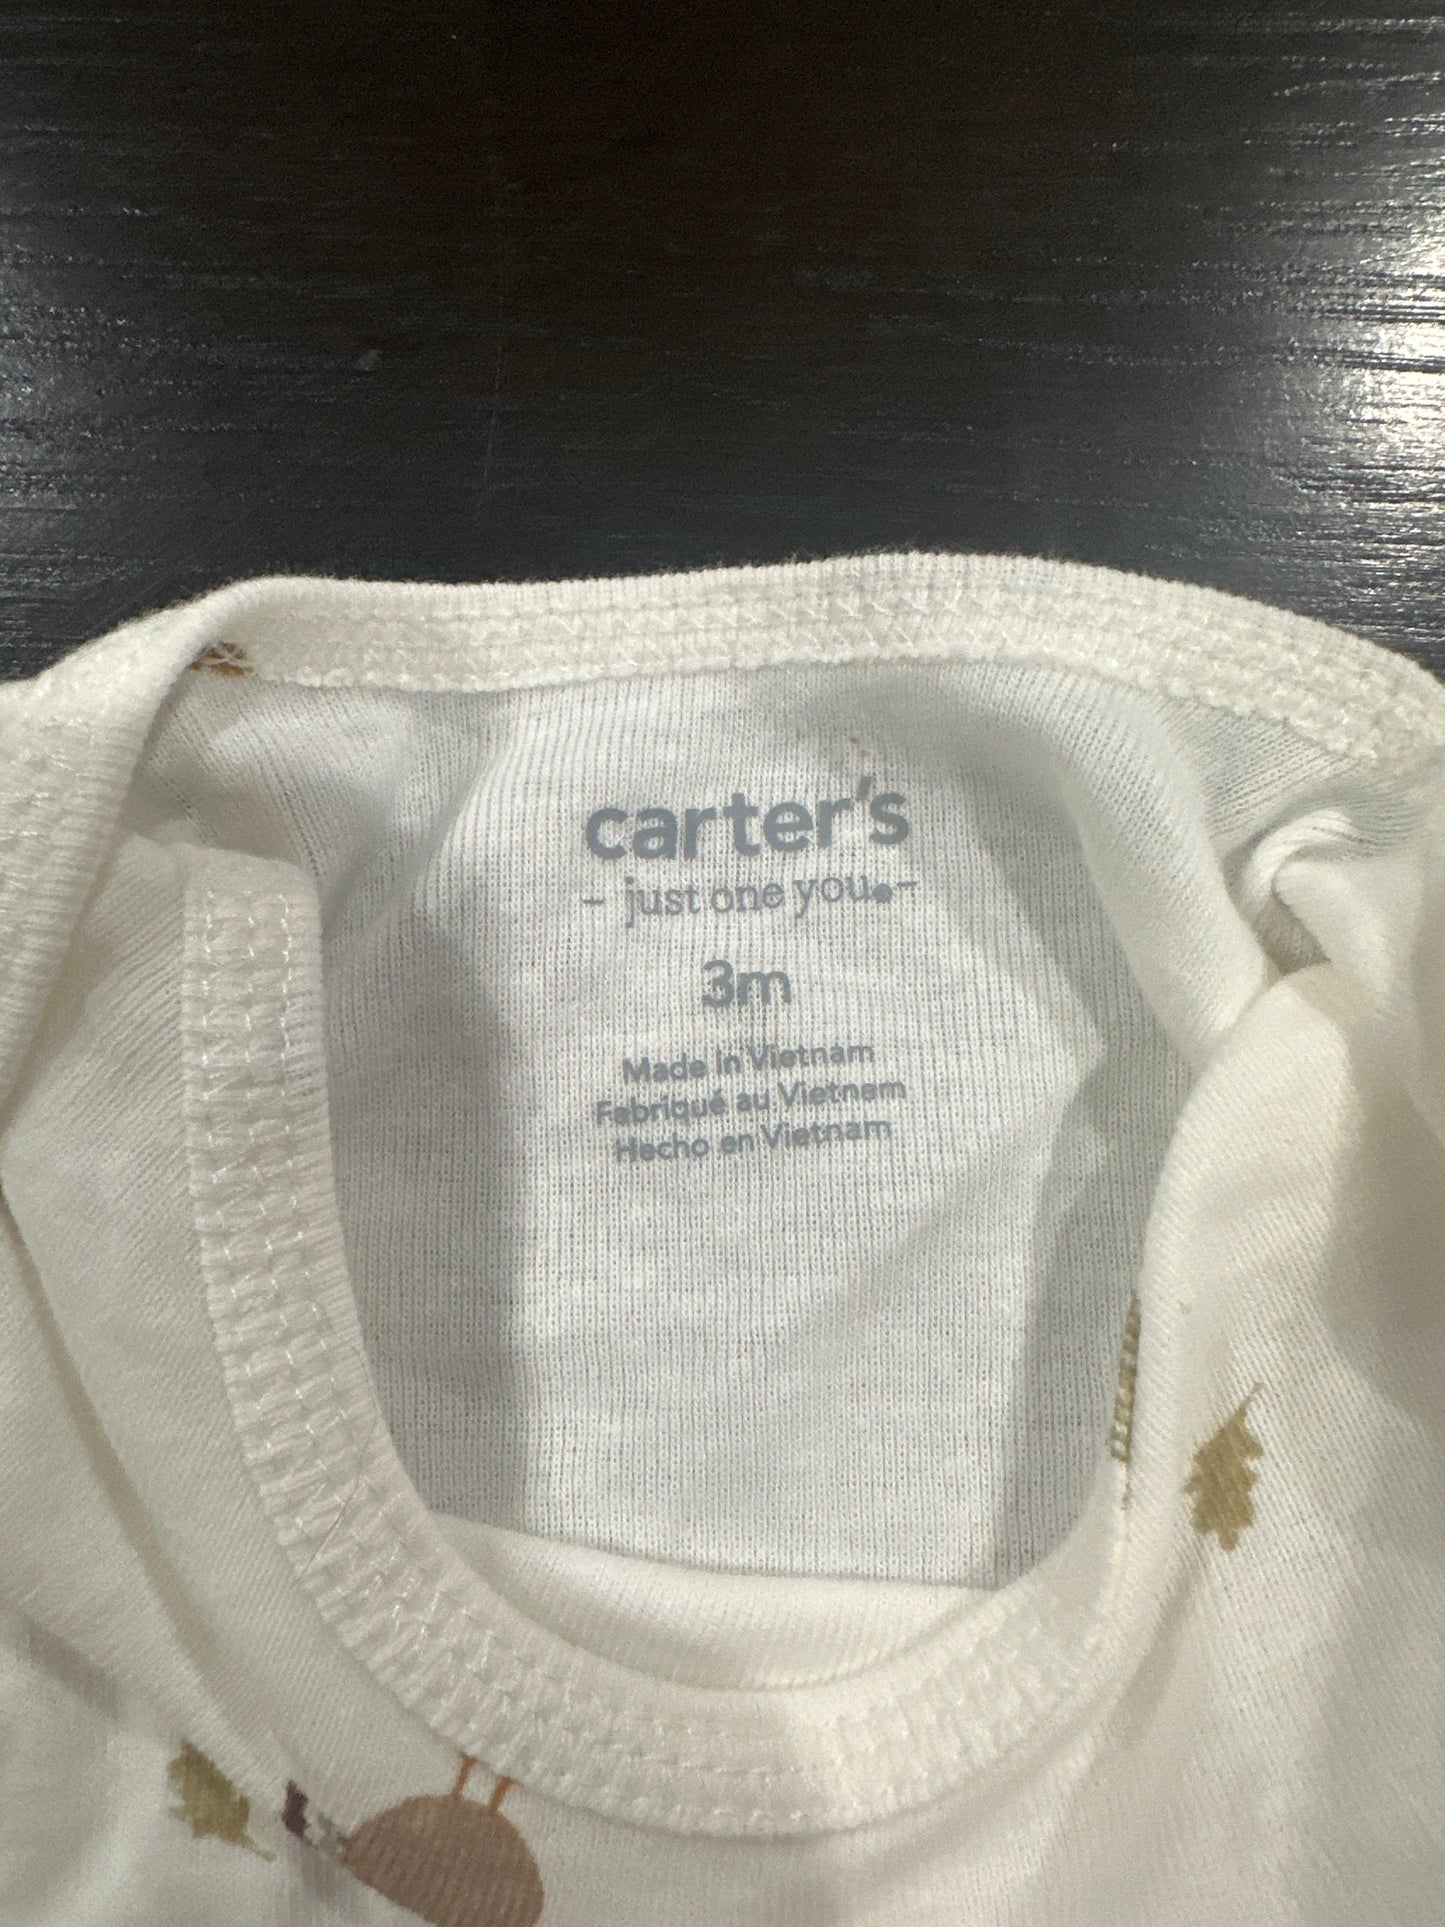 carter's
- just one you. -
3m
Made in Vietnam
Fabriqué au Vietnam
Hecho en Vietnam